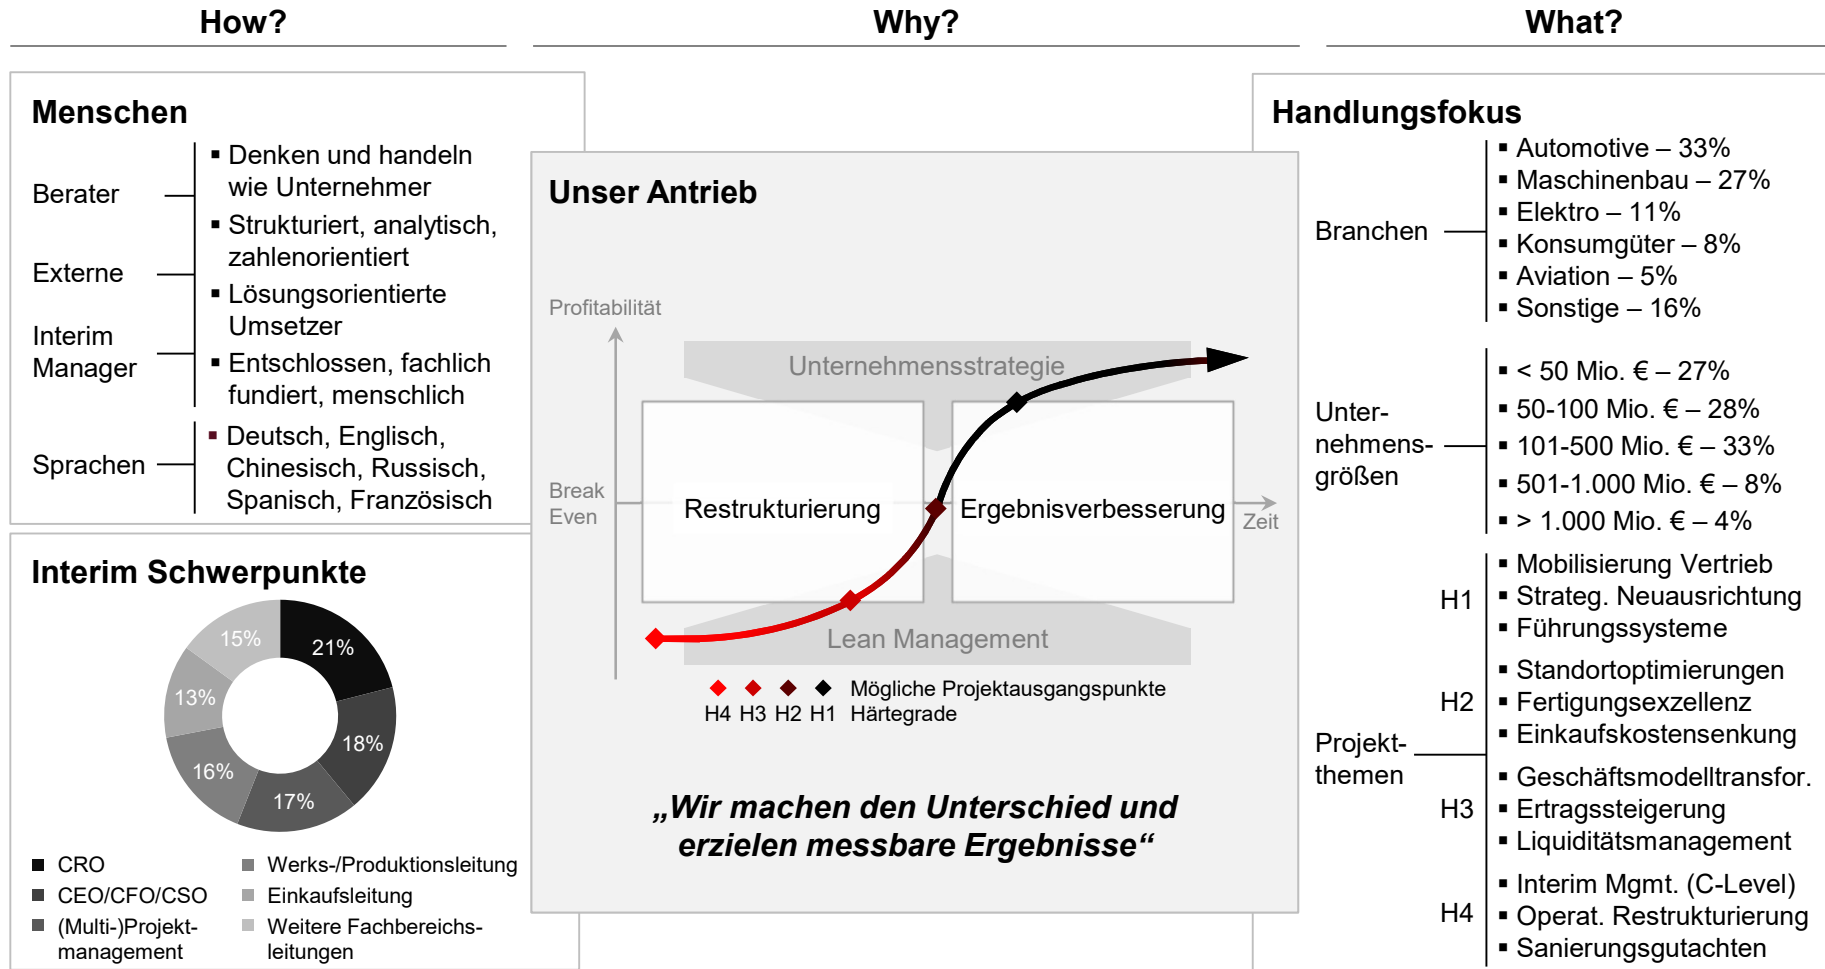 How?
Why?
What?
Menschen
Berater
Externe
Interim
Manager
▪ Denken und handeln
wie Unternehmer
▪ Strukturiert, analytisch,
zahlenorientiert
▪ Lösungsorientierte
Umsetzer
▪ Entschlossen, fachlich
fundiert, menschlich
Sprachen
▪ Deutsch, Englisch,
Chinesisch, Russisch,
Spanisch, Französisch
Interim Schwerpunkte
21%
18%
17%
16%
13%
15%
CRO
CEO/CFO/CSO
(Multi-)Projekt-
management
Werks-/Produktionsleitung
Einkaufsleitung
Weitere Fachbereichs-
leitungen
Unser Antrieb
Profitabilität
Unternehmensstrategie
Break
Even
Restrukturierung
Ergebnisverbesserung
Zeit
Lean Management
H4 H3 H2 H1
Mögliche Projektausgangspunkte
Härtegrade
„Wir machen den Unterschied und
erzielen messbare Ergebnisse“
Handlungsfokus
Branchen
▪ Automotive – 33%
▪ Maschinenbau – 27%
▪ Elektro – 11%
▪ Konsumgüter – 8%
▪ Aviation – 5%
▪ Sonstige – 16%
Unter-
nehmens-
größen
▪ < 50 Mio. € – 27%
▪ 50-100 Mio. € – 28%
▪ 101-500 Mio. € – 33%
▪ 501-1.000 Mio. € – 8%
▪ > 1.000 Mio. € – 4%
Projekt-
themen
H1
▪ Mobilisierung Vertrieb
▪ Strateg. Neuausrichtung
▪ Führungssysteme
H2
▪ Standortoptimierungen
▪ Fertigungsexzellenz
▪ Einkaufskostensenkung
H3
▪ Geschäftsmodelltransfor.
▪ Ertragssteigerung
▪ Liquiditätsmanagement
H4
▪ Interim Mgmt. (C-Level)
▪ Operat. Restrukturierung
▪ Sanierungsgutachten